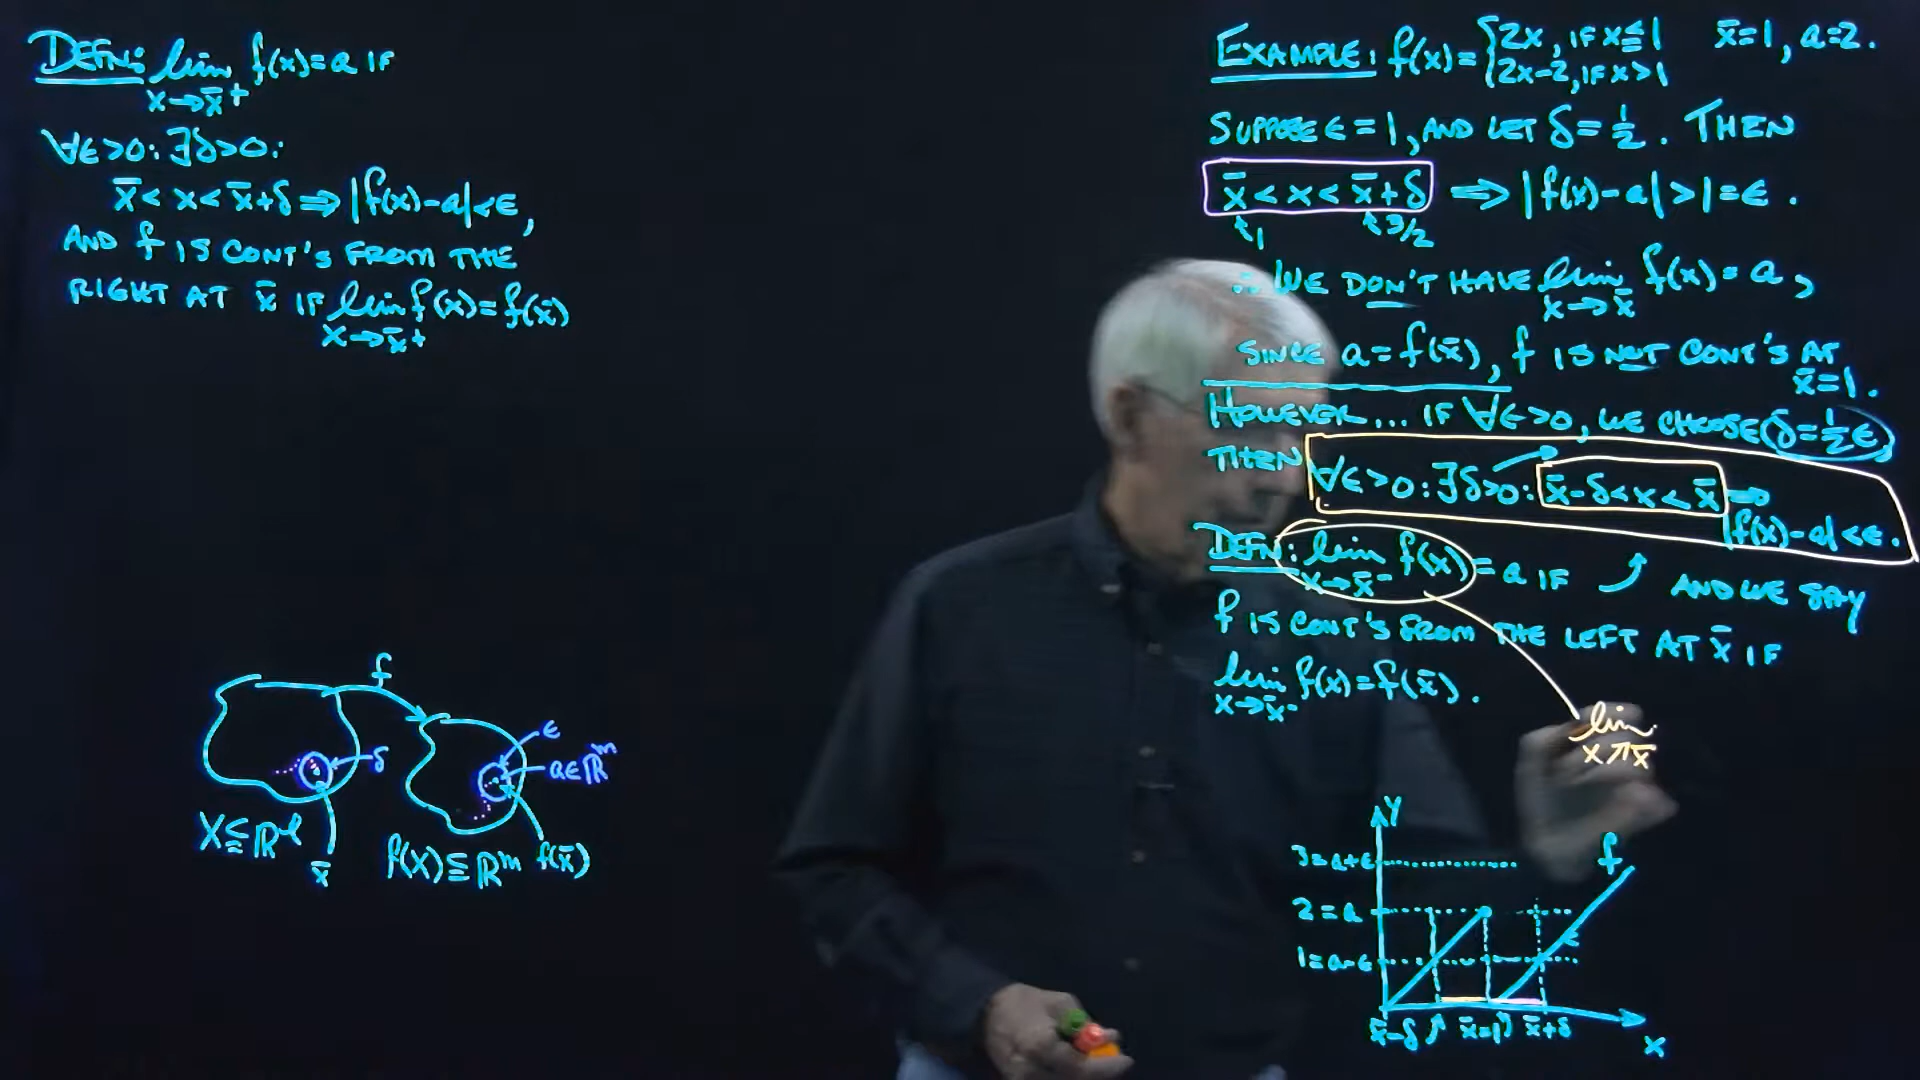 DEFN: lim f(x)=a IF
x→x̄+
∀ε>0:∃δ>0:
x̄<x<x̄+δ⇒|f(x)-a|<ε,
AND f IS CONT'S FROM THE
RIGHT AT x̄ IF lim f(x)=f(x̄)
x→x̄+
f
ε
δ
a∈ℝᵐ
X⊆ℝˡ
x̄
f(X)⊆ℝᵐ f(x̄)
EXAMPLE: f(x)={2x, IF x≤1 x̄=1, a=2.
2x-2, IF x>1
SUPPOSE ε=1, AND LET δ=½. THEN
x̄<x<x̄+δ ⇒|f(x)-a|>1=ε.
1 3/2
∴ WE DON'T HAVE lim f(x)=a,
x→x̄
SINCE a=f(x̄), f IS NOT CONT'S AT
x̄=1.
HOWEVER... IF ∀ε>0, WE CHOOSE δ=½ε,
THEN ∀ε>0:∃δ>0: x̄-δ<x<x̄ ⇒
|f(x)-a|<ε.
DEFN: lim f(x)=a IF AND WE SAY
x→x̄-
f IS CONT'S FROM THE LEFT AT x̄ IF
lim f(x)=f(x̄).
x→x̄-
lim
x↗x̄
Y
3=a+ε
f
2=a
1=a-ε
x̄-δ x̄=1 x̄+δ
x